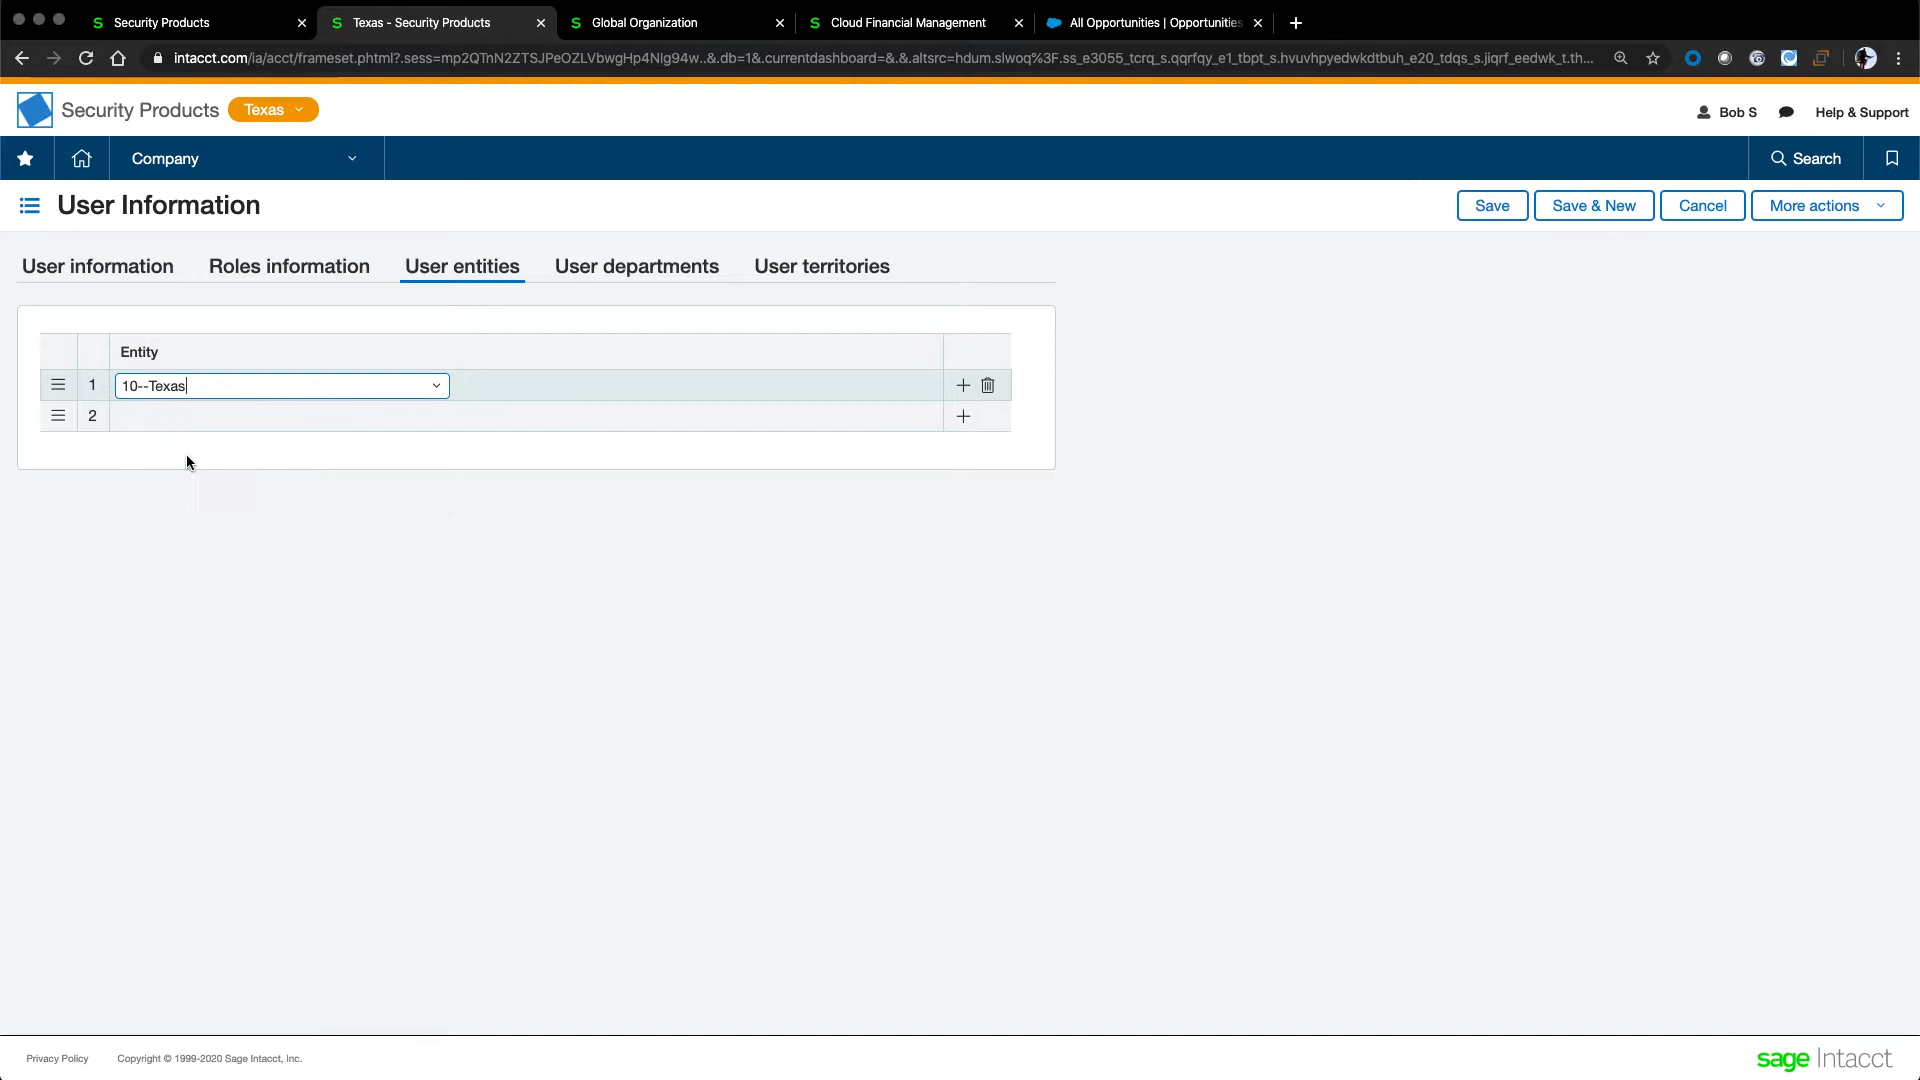 Security Products
Texas - Security Products
Global Organization
Cloud Financial Management
All Opportunities | Opportunities
intacct.com/ia/acct/frameset.phtml?.sess=mp2QTnN2ZTSJPeOZLVbwgHp4NIg94w..&.db=1&.currentdashboard=&.&.altsrc=hdum.slwoq%3F.ss_e3055_tcrq_s.qqrfqy_e1_tbpt_s.hvuvhpyedwkdtbuh_e20_tdqs_s.jiqrf_eedwk_t.th...
Security Products Texas
Bob S
Help & Support
Company
Search
User Information
Save
Save & New
Cancel
More actions
User information
Roles information
User entities
User departments
User territories
Entity
1 10--Texas
2
Privacy Policy
Copyright © 1999-2020 Sage Intacct, Inc.
sage Intacct